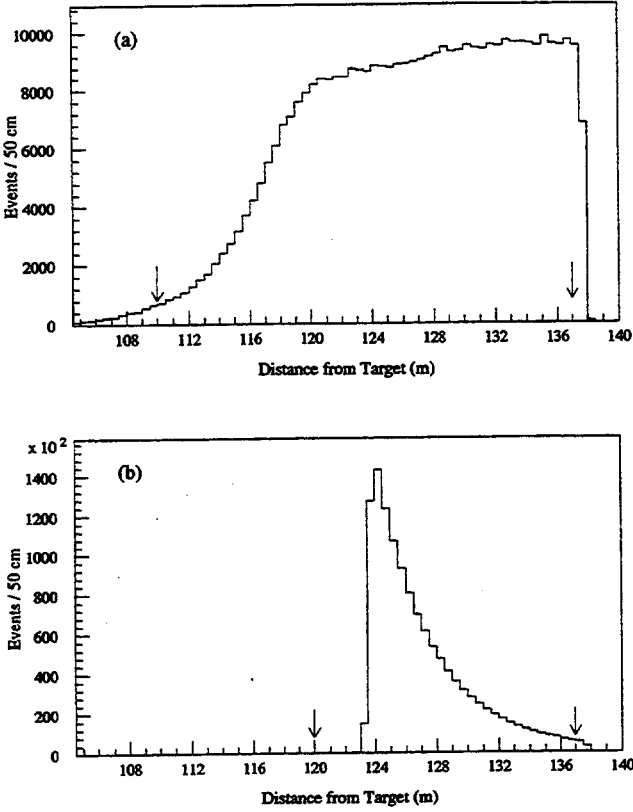 (a)
10000
8000
6000
4000
2000
0
Events / 50 cm
108 112 116 120 124 128 132 136 140
Distance from Target (m)
x 10²
(b)
1400
1200
1000
800
600
400
200
0
Events / 50 cm
108 112 116 120 124 128 132 136 140
Distance from Target (m)